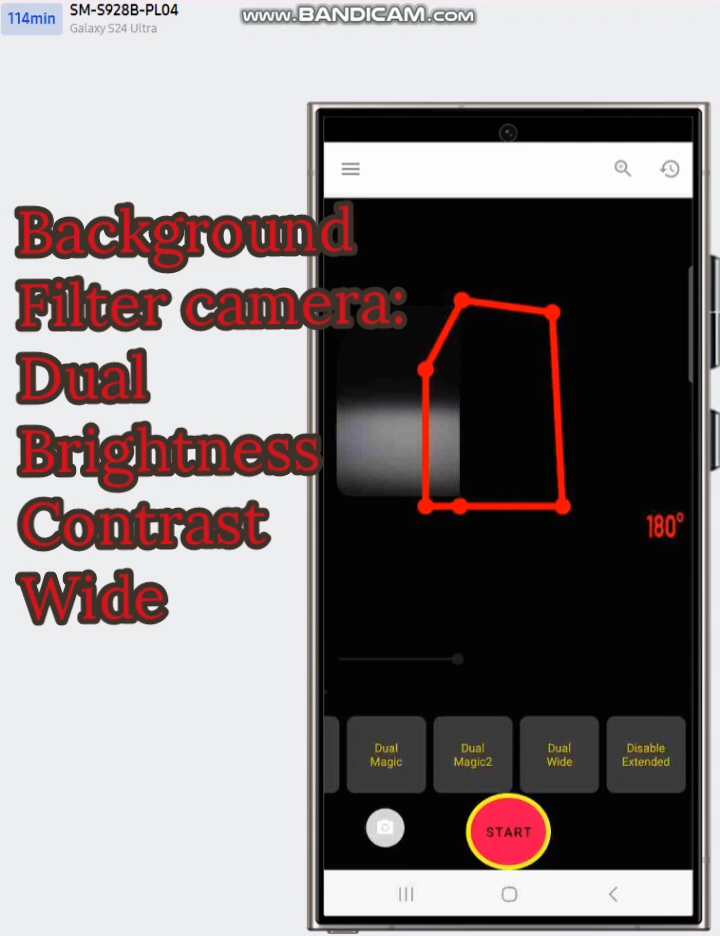 114min
SM-S928B-PL04
Galaxy S24 Ultra
www.BANDICAM.com
Background
Filter camera:
Dual
Brightness
Contrast
Wide
180°
Dual
Magic
Dual
Magic2
Dual
Wide
Disable
Extended
START